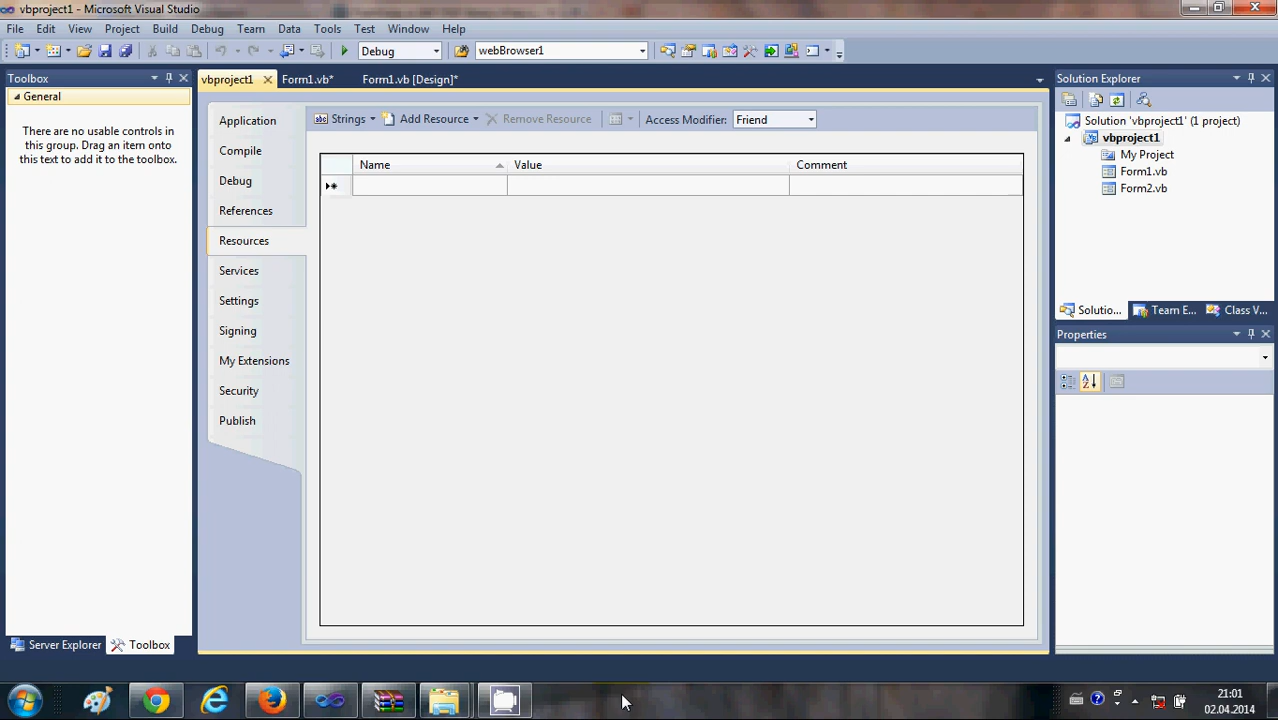 vbproject1 - Microsoft Visual Studio
File Edit View Project Build Debug Team Data Tools Test Window Help
Debug webBrowser1
Toolbox
General
There are no usable controls in
this group. Drag an item onto
this text to add it to the toolbox.
Server Explorer Toolbox
vbproject1 Form1.vb* Form1.vb [Design]*
Application
Compile
Debug
References
Resources
Services
Settings
Signing
My Extensions
Security
Publish
Strings Add Resource Remove Resource Access Modifier: Friend
Name Value Comment
Solution Explorer
Solution 'vbproject1' (1 project)
vbproject1
My Project
Form1.vb
Form2.vb
Solutio... Team E... Class V...
Properties
21:01
02.04.2014